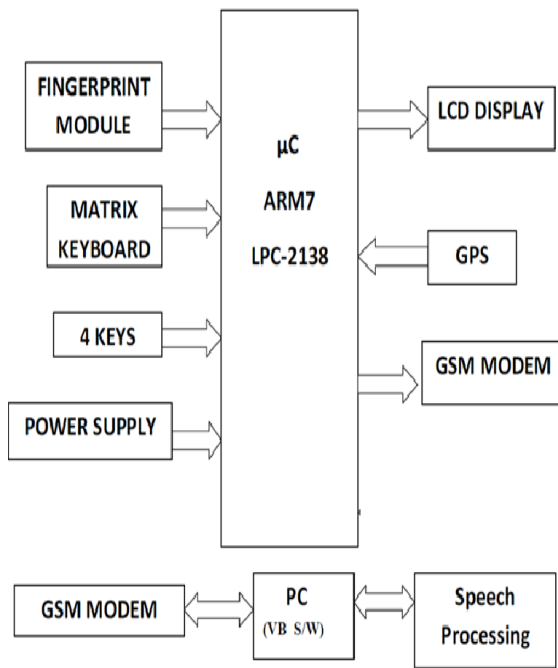 FINGERPRINT
MODULE
MATRIX
KEYBOARD
4 KEYS
POWER SUPPLY
µC
ARM7
LPC-2138
LCD DISPLAY
GPS
GSM MODEM
GSM MODEM
PC
(VB S/W)
Speech
Processing